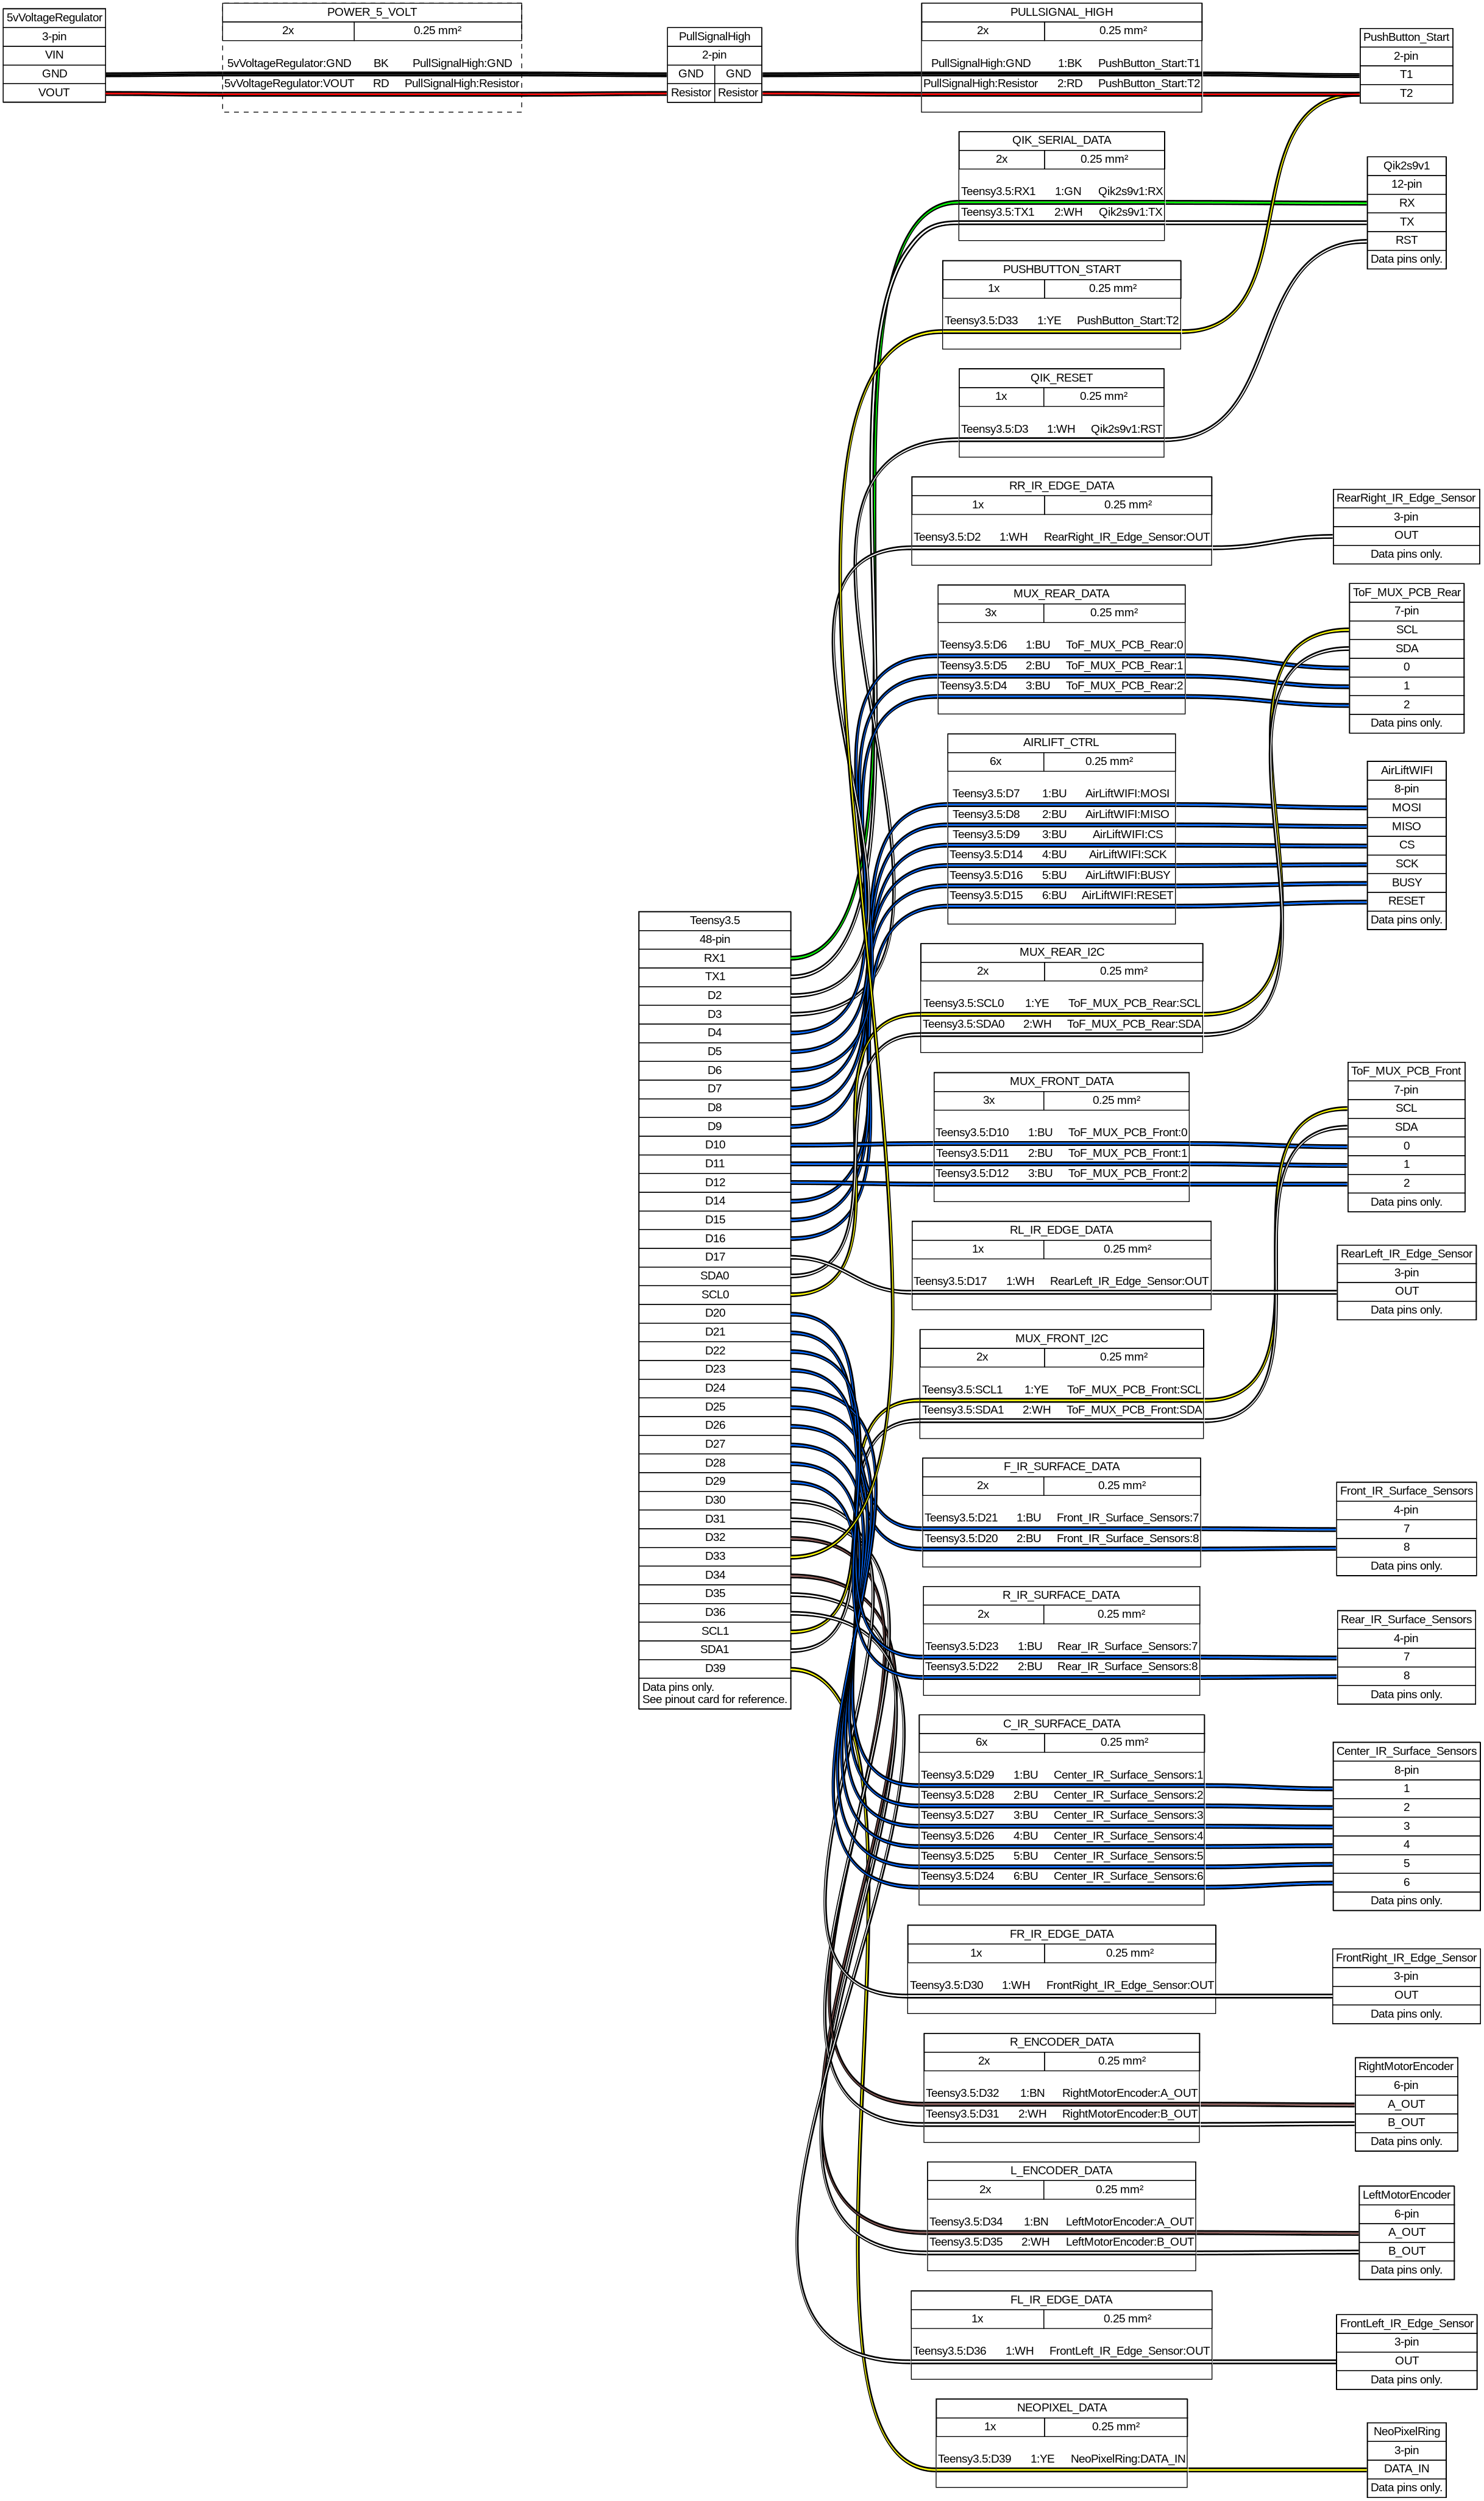 5vVoltageRegulator
3-pin
VIN
GND
VOUT
POWER_5_VOLT
2x 0.25 mm²
5vVoltageRegulator:GND BK PullSignalHigh:GND
5vVoltageRegulator:VOUT RD PullSignalHigh:Resistor
PullSignalHigh
2-pin
GND GND
Resistor Resistor
PULLSIGNAL_HIGH
2x 0.25 mm²
PullSignalHigh:GND 1:BK PushButton_Start:T1
PullSignalHigh:Resistor 2:RD PushButton_Start:T2
PushButton_Start
2-pin
T1
T2
QIK_SERIAL_DATA
2x 0.25 mm²
Teensy3.5:RX1 1:GN Qik2s9v1:RX
Teensy3.5:TX1 2:WH Qik2s9v1:TX
Qik2s9v1
12-pin
RX
TX
RST
Data pins only.
PUSHBUTTON_START
1x 0.25 mm²
Teensy3.5:D33 1:YE PushButton_Start:T2
QIK_RESET
1x 0.25 mm²
Teensy3.5:D3 1:WH Qik2s9v1:RST
RR_IR_EDGE_DATA
1x 0.25 mm²
Teensy3.5:D2 1:WH RearRight_IR_Edge_Sensor:OUT
RearRight_IR_Edge_Sensor
3-pin
OUT
Data pins only.
MUX_REAR_DATA
3x 0.25 mm²
Teensy3.5:D6 1:BU ToF_MUX_PCB_Rear:0
Teensy3.5:D5 2:BU ToF_MUX_PCB_Rear:1
Teensy3.5:D4 3:BU ToF_MUX_PCB_Rear:2
ToF_MUX_PCB_Rear
7-pin
SCL
SDA
0
1
2
Data pins only.
AIRLIFT_CTRL
6x 0.25 mm²
Teensy3.5:D7 1:BU AirLiftWIFI:MOSI
Teensy3.5:D8 2:BU AirLiftWIFI:MISO
Teensy3.5:D9 3:BU AirLiftWIFI:CS
Teensy3.5:D14 4:BU AirLiftWIFI:SCK
Teensy3.5:D16 5:BU AirLiftWIFI:BUSY
Teensy3.5:D15 6:BU AirLiftWIFI:RESET
AirLiftWIFI
8-pin
MOSI
MISO
CS
SCK
BUSY
RESET
Data pins only.
Teensy3.5
48-pin
RX1
TX1
D2
D3
D4
D5
D6
D7
D8
D9
D10
D11
D12
D14
D15
D16
D17
SDA0
SCL0
D20
D21
D22
D23
D24
D25
D26
D27
D28
D29
D30
D31
D32
D33
D34
D35
D36
SCL1
SDA1
D39
Data pins only.
See pinout card for reference.
MUX_REAR_I2C
2x 0.25 mm²
Teensy3.5:SCL0 1:YE ToF_MUX_PCB_Rear:SCL
Teensy3.5:SDA0 2:WH ToF_MUX_PCB_Rear:SDA
MUX_FRONT_DATA
3x 0.25 mm²
Teensy3.5:D10 1:BU ToF_MUX_PCB_Front:0
Teensy3.5:D11 2:BU ToF_MUX_PCB_Front:1
Teensy3.5:D12 3:BU ToF_MUX_PCB_Front:2
ToF_MUX_PCB_Front
7-pin
SCL
SDA
0
1
2
Data pins only.
RL_IR_EDGE_DATA
1x 0.25 mm²
Teensy3.5:D17 1:WH RearLeft_IR_Edge_Sensor:OUT
RearLeft_IR_Edge_Sensor
3-pin
OUT
Data pins only.
MUX_FRONT_I2C
2x 0.25 mm²
Teensy3.5:SCL1 1:YE ToF_MUX_PCB_Front:SCL
Teensy3.5:SDA1 2:WH ToF_MUX_PCB_Front:SDA
F_IR_SURFACE_DATA
2x 0.25 mm²
Teensy3.5:D21 1:BU Front_IR_Surface_Sensors:7
Teensy3.5:D20 2:BU Front_IR_Surface_Sensors:8
Front_IR_Surface_Sensors
4-pin
7
8
Data pins only.
R_IR_SURFACE_DATA
2x 0.25 mm²
Teensy3.5:D23 1:BU Rear_IR_Surface_Sensors:7
Teensy3.5:D22 2:BU Rear_IR_Surface_Sensors:8
Rear_IR_Surface_Sensors
4-pin
7
8
Data pins only.
C_IR_SURFACE_DATA
6x 0.25 mm²
Teensy3.5:D29 1:BU Center_IR_Surface_Sensors:1
Teensy3.5:D28 2:BU Center_IR_Surface_Sensors:2
Teensy3.5:D27 3:BU Center_IR_Surface_Sensors:3
Teensy3.5:D26 4:BU Center_IR_Surface_Sensors:4
Teensy3.5:D25 5:BU Center_IR_Surface_Sensors:5
Teensy3.5:D24 6:BU Center_IR_Surface_Sensors:6
Center_IR_Surface_Sensors
8-pin
1
2
3
4
5
6
Data pins only.
FR_IR_EDGE_DATA
1x 0.25 mm²
Teensy3.5:D30 1:WH FrontRight_IR_Edge_Sensor:OUT
FrontRight_IR_Edge_Sensor
3-pin
OUT
Data pins only.
R_ENCODER_DATA
2x 0.25 mm²
Teensy3.5:D32 1:BN RightMotorEncoder:A_OUT
Teensy3.5:D31 2:WH RightMotorEncoder:B_OUT
RightMotorEncoder
6-pin
A_OUT
B_OUT
Data pins only.
L_ENCODER_DATA
2x 0.25 mm²
Teensy3.5:D34 1:BN LeftMotorEncoder:A_OUT
Teensy3.5:D35 2:WH LeftMotorEncoder:B_OUT
LeftMotorEncoder
6-pin
A_OUT
B_OUT
Data pins only.
FL_IR_EDGE_DATA
1x 0.25 mm²
Teensy3.5:D36 1:WH FrontLeft_IR_Edge_Sensor:OUT
FrontLeft_IR_Edge_Sensor
3-pin
OUT
Data pins only.
NEOPIXEL_DATA
1x 0.25 mm²
Teensy3.5:D39 1:YE NeoPixelRing:DATA_IN
NeoPixelRing
3-pin
DATA_IN
Data pins only.